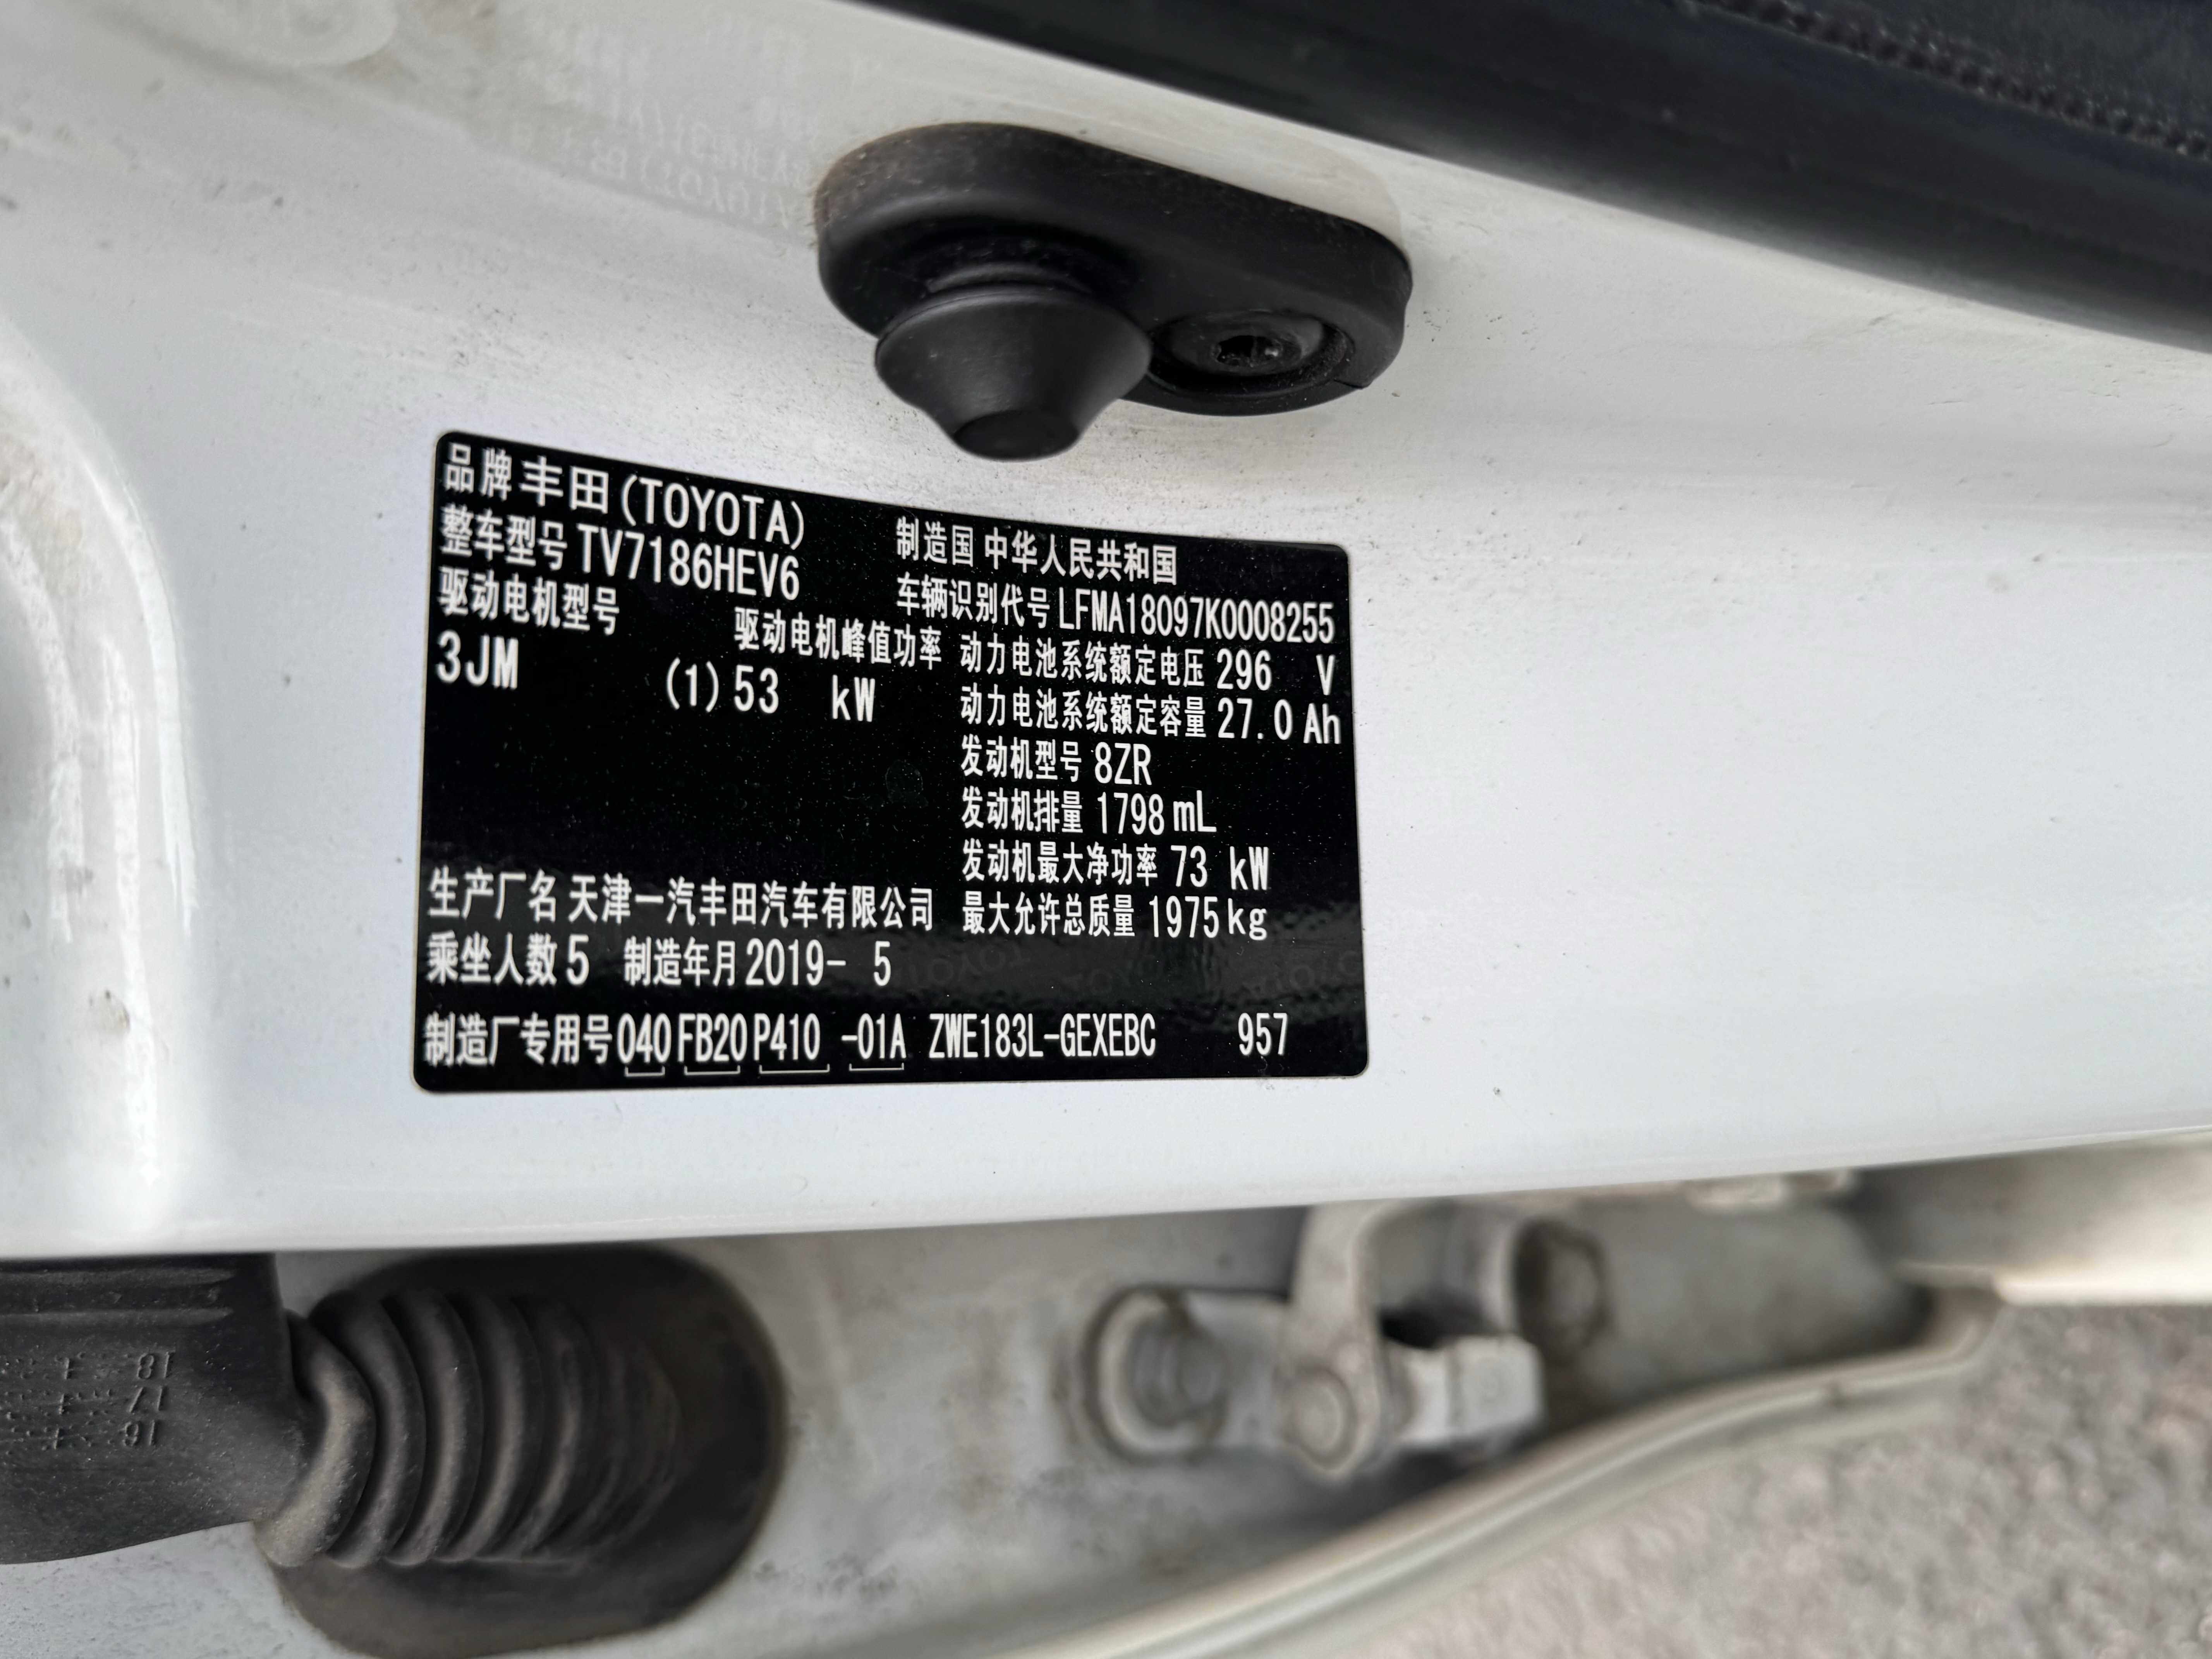 品牌 丰田(TOYOTA)
制造国 中华人民共和国
整车型号 TV7186HEV6
车辆识别代号 LFMA18097K0008255
驱动电机型号 驱动电机峰值功率
动力电池系统额定电压 296 V
3JM (1) 53 kW
动力电池系统额定容量 27.0 Ah
发动机型号 8ZR
发动机排量 1798 mL
发动机最大净功率 73 kW
生产厂名 天津一汽丰田汽车有限公司
最大允许总质量 1975 kg
乘坐人数 5 制造年月 2019- 5
制造厂专用号 040 FB20 P410 -01A ZWE183L-GEXEBC 957
18
17
16